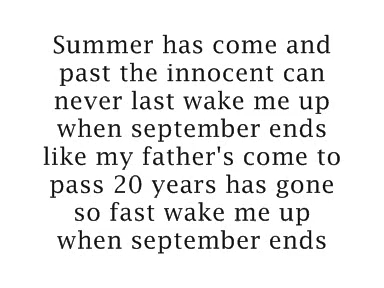 Summer has come and
past the innocent can
never last wake me up
when september ends
like my father's come to
pass 20 years has gone
so fast wake me up
when september ends